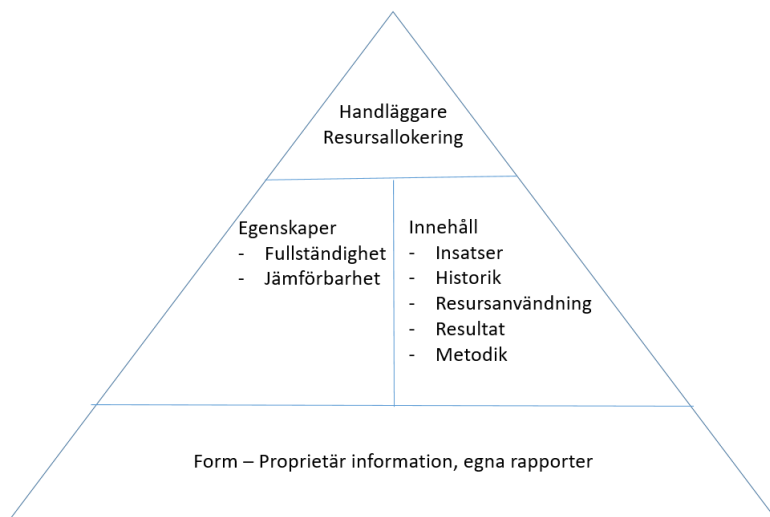 Handläggare
Resursallokering
Egenskaper
- Fullständighet
- Jämförbarhet
Innehåll
- Insatser
- Historik
- Resursanvändning
- Resultat
- Metodik
Form – Proprietär information, egna rapporter